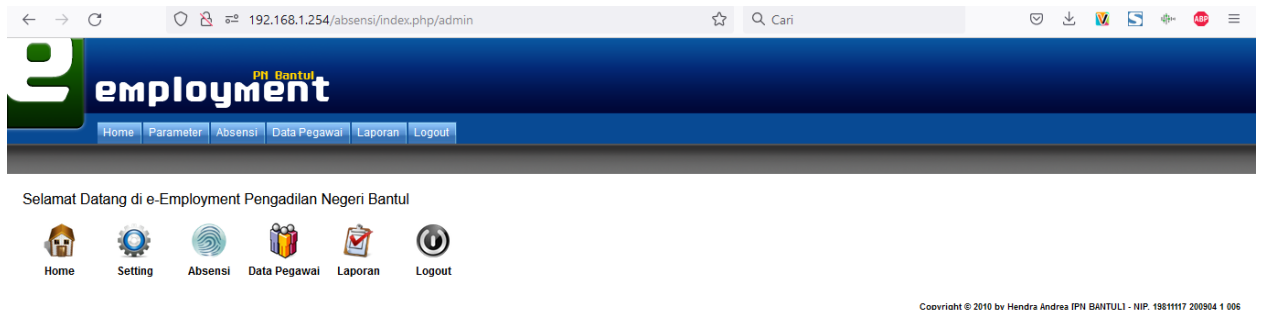 192.168.1.254/absensi/index.php/admin
Cari
ABP
e
PN Bantul
employment
Home Parameter Absensi Data Pegawai Laporan Logout
Selamat Datang di e-Employment Pengadilan Negeri Bantul
Home Setting Absensi Data Pegawai Laporan Logout
Copyright © 2010 by Hendra Andrea [PN BANTUL] - NIP. 19811117 200904 1 006